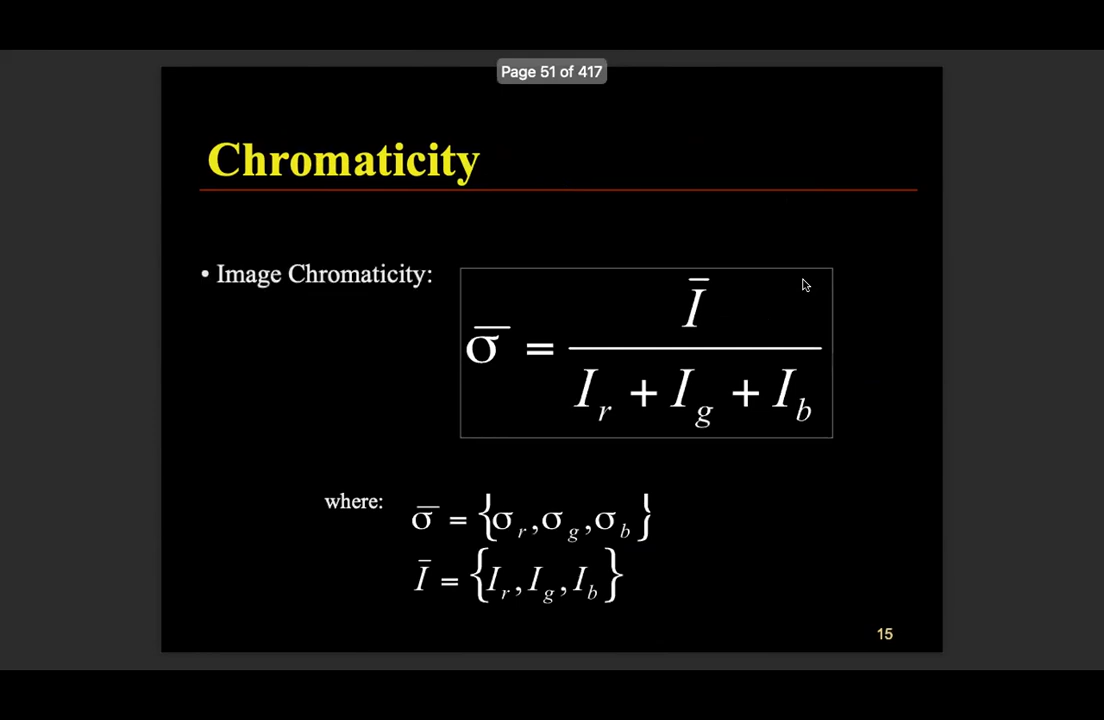 Page 51 of 417
Chromaticity
• Image Chromaticity:
σ̅ = I̅ / (I_r + I_g + I_b)
where: σ̅ = {σ_r, σ_g, σ_b}
I̅ = {I_r, I_g, I_b}
15